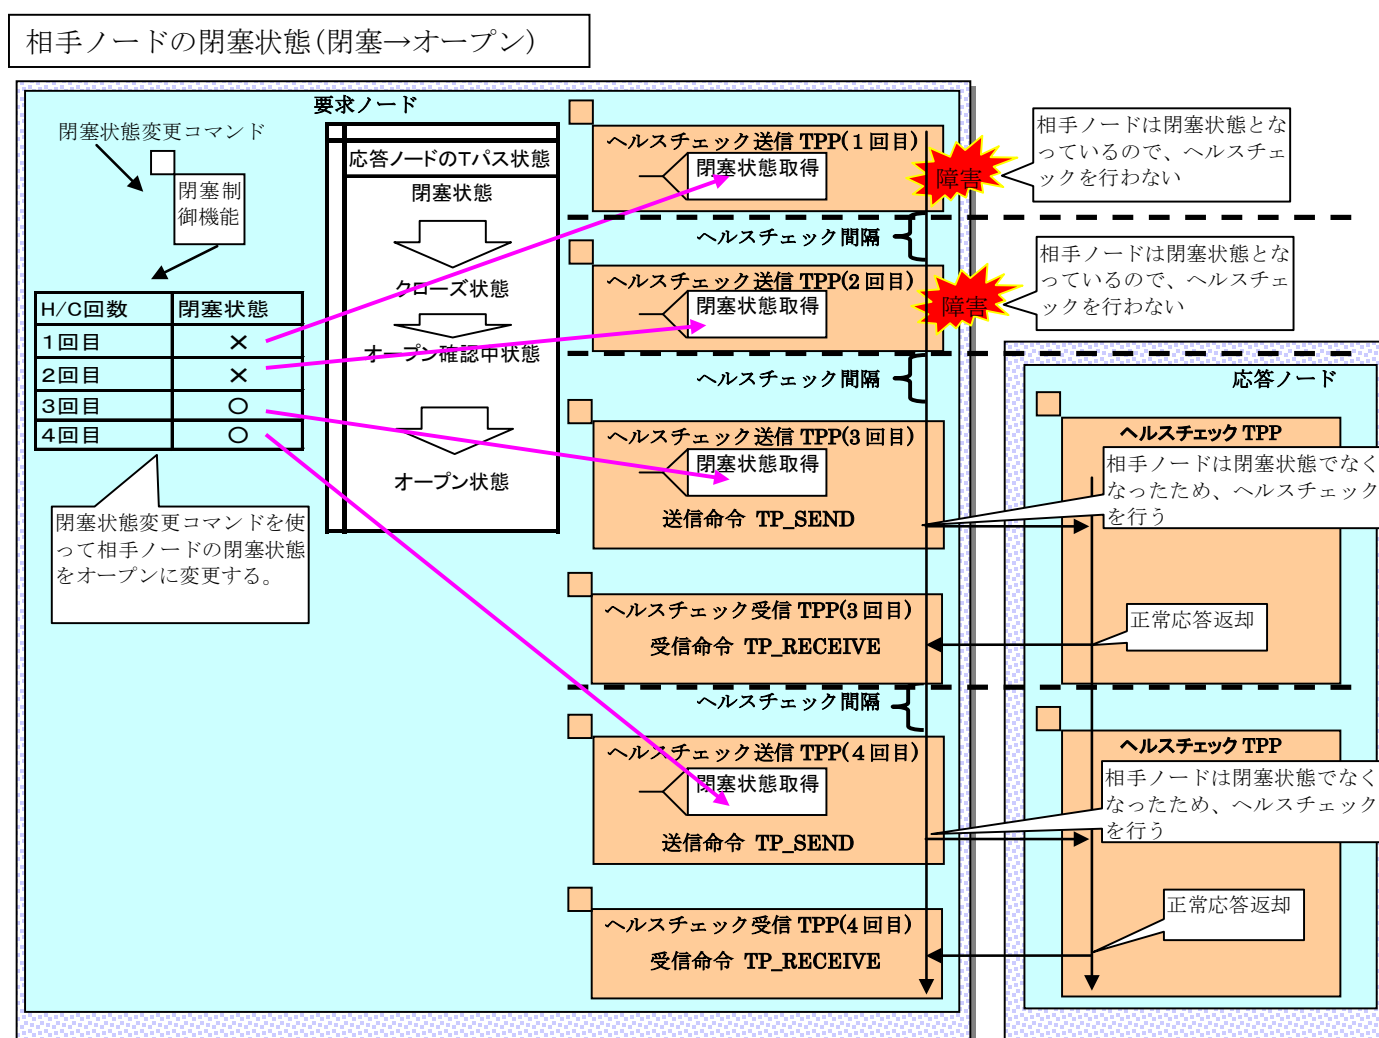 相手ノードの閉塞状態(閉塞→オープン)
要求ノード
閉塞状態変更コマンド
閉塞制
御機能
H/C回数 閉塞状態
1回目 ×
2回目 ×
3回目 ○
4回目 ○
閉塞状態変更コマンドを使
って相手ノードの閉塞状態
をオープンに変更する。
応答ノードのTパス状態
閉塞状態
クローズ状態
オープン確認中状態
オープン状態
ヘルスチェック送信 TPP(1回目)
閉塞状態取得
障害
相手ノードは閉塞状態とな
っているので、ヘルスチェ
ックを行わない
ヘルスチェック間隔
ヘルスチェック送信 TPP(2回目)
閉塞状態取得
障害
相手ノードは閉塞状態とな
っているので、ヘルスチェ
ックを行わない
ヘルスチェック間隔
ヘルスチェック送信 TPP(3回目)
閉塞状態取得
送信命令 TP_SEND
ヘルスチェック受信 TPP(3回目)
受信命令 TP_RECEIVE
ヘルスチェック間隔
ヘルスチェック送信 TPP(4回目)
閉塞状態取得
送信命令 TP_SEND
ヘルスチェック受信 TPP(4回目)
受信命令 TP_RECEIVE
応答ノード
ヘルスチェック TPP
相手ノードは閉塞状態でなく
なったため、ヘルスチェック
を行う
正常応答返却
ヘルスチェック TPP
相手ノードは閉塞状態でなく
なったため、ヘルスチェック
を行う
正常応答返却